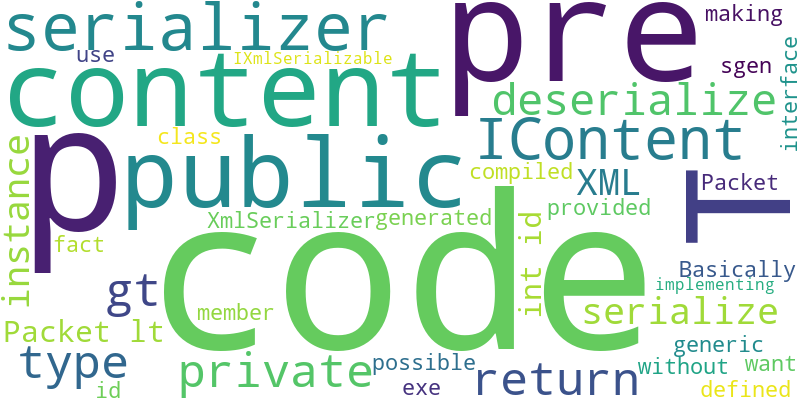 serializer
pre
making
use
IXmlSerializable
sgen
interface
content
deserialize
class
IContent
p
public
compiled
XML
Packet
T
instance
XmlSerializer
generated
provided
int id
fact
code
Basically
gt
member
implementing
serialize
Packet lt
generic
type
private
possible
without
want
id
exe
return
defined